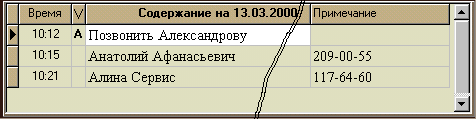 Время V Содержание на 13.03.2000 Примечание
10:12 A Позвонить Александрову
10:15 Анатолий Афанасьевич 209-00-55
10:21 Алина Сервис 117-64-60